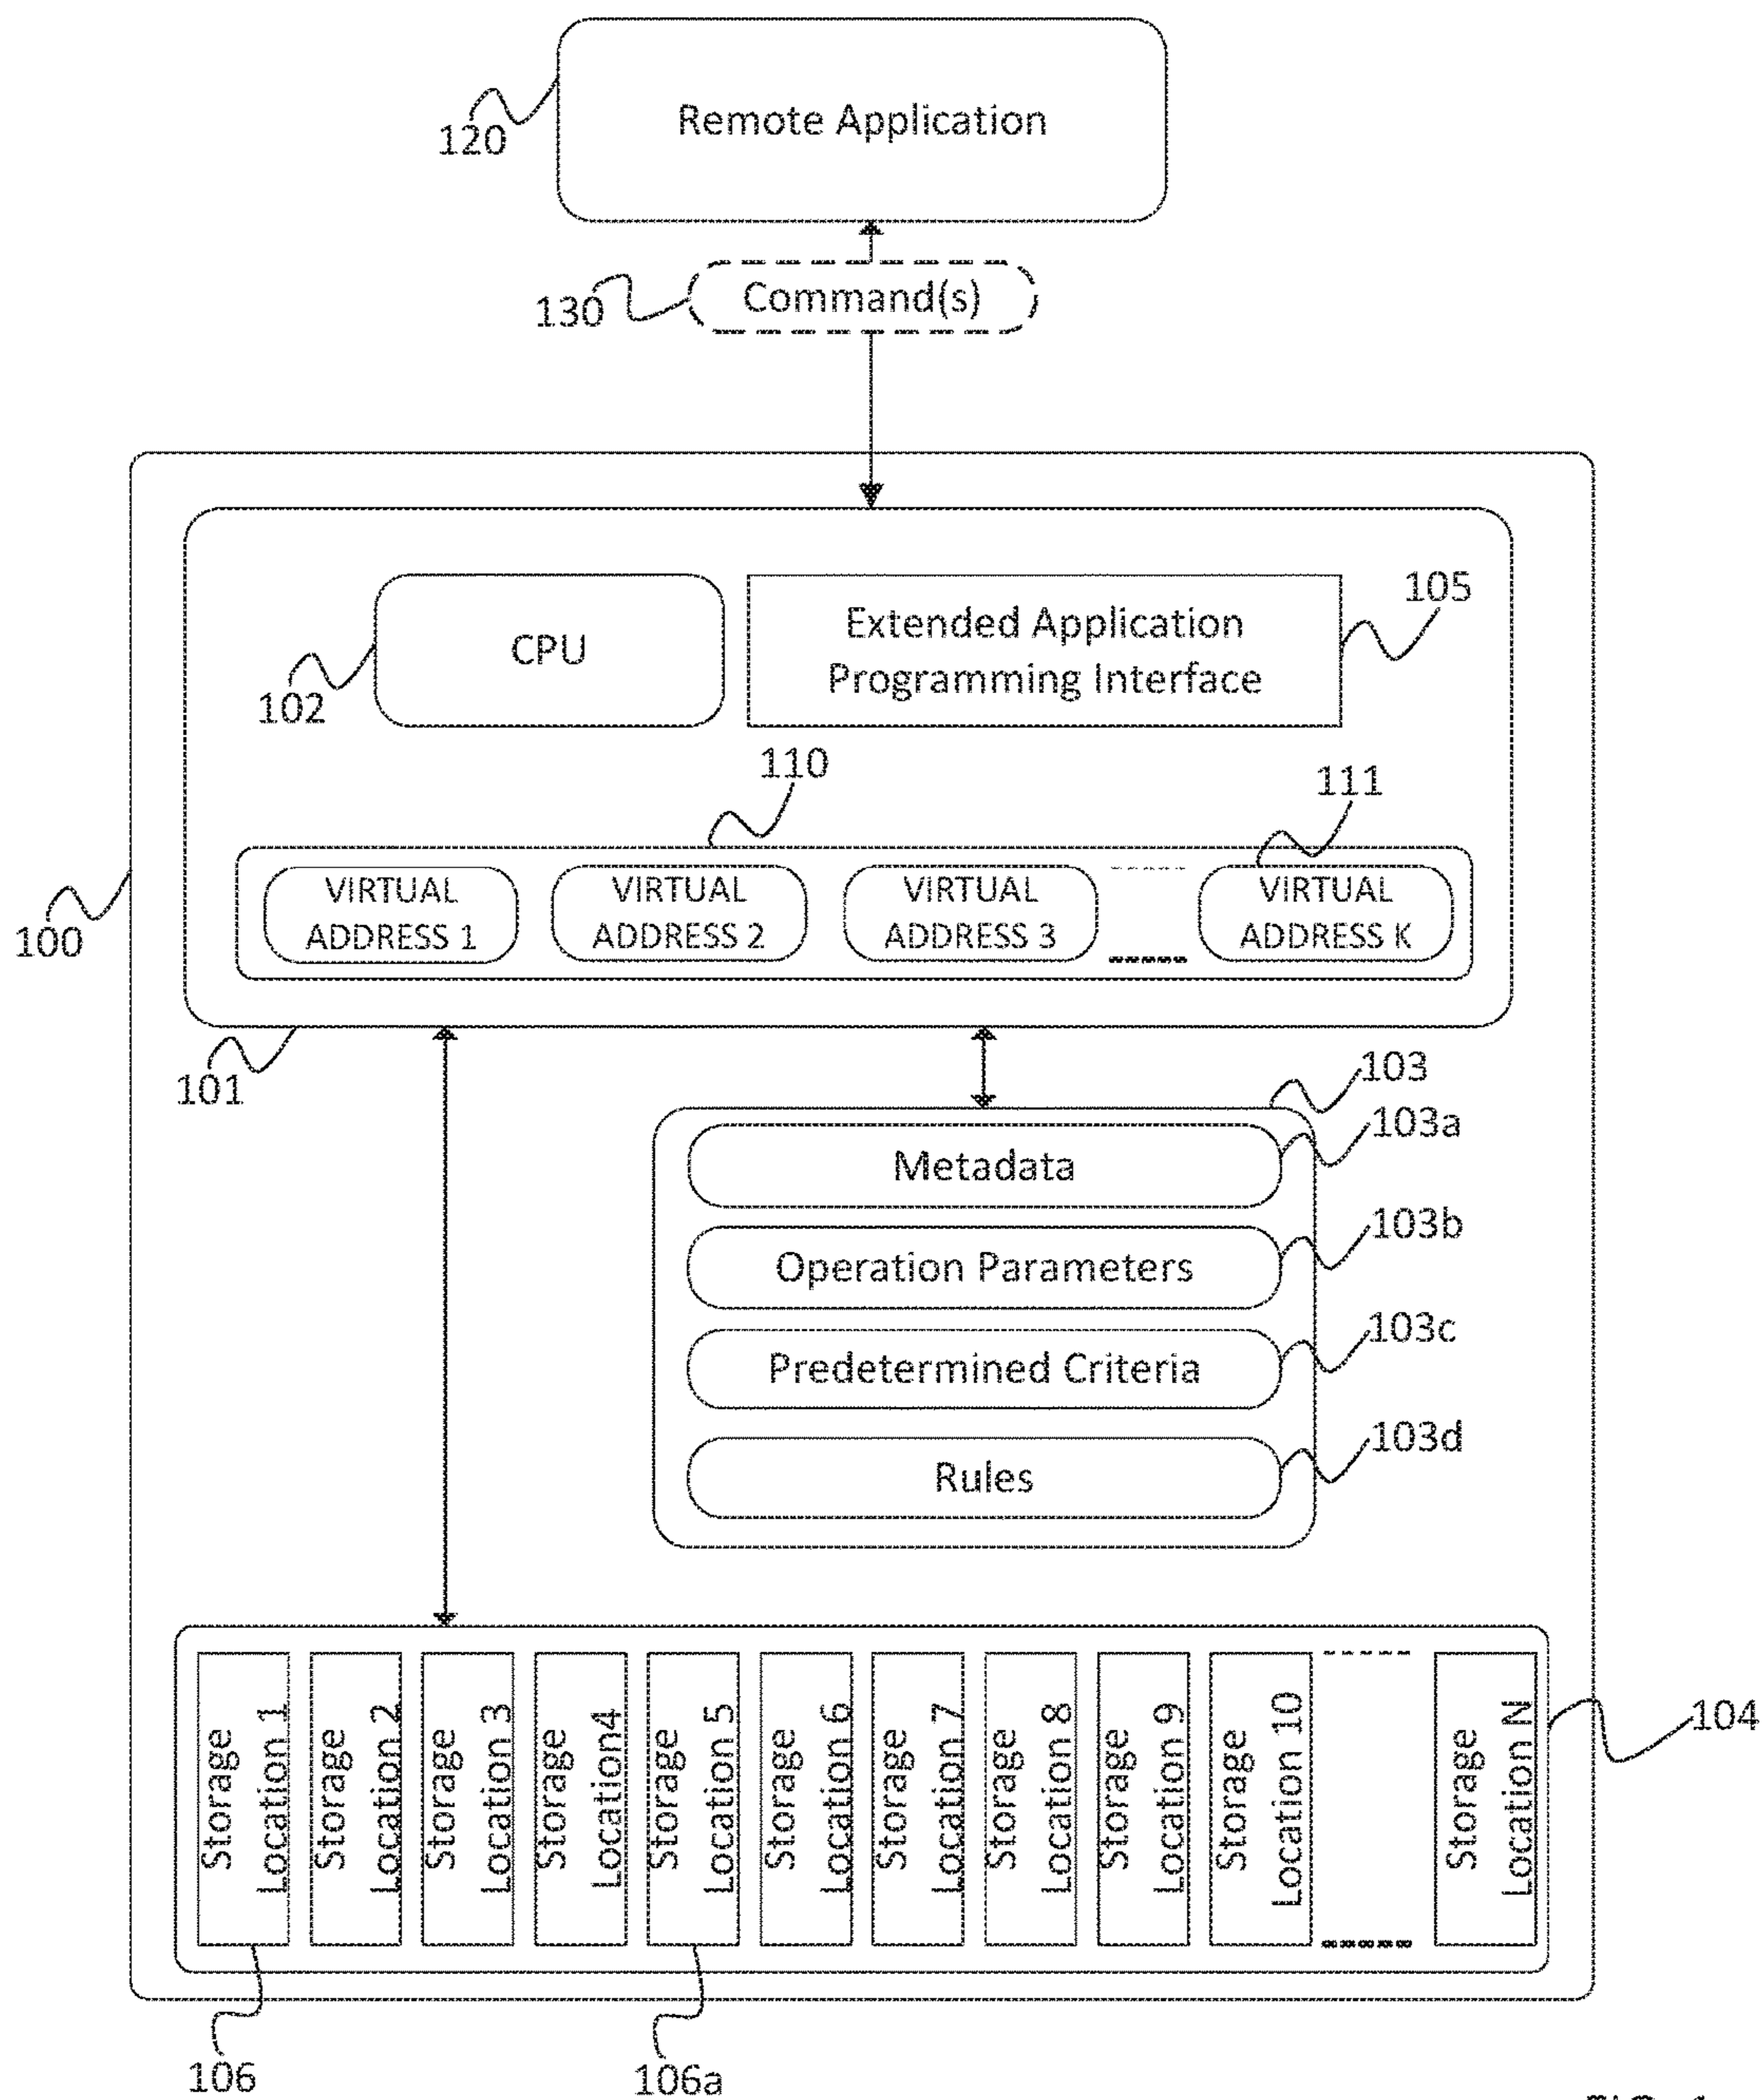 Remote Application
120
Command(s)
130
CPU
Extended Application
Programming Interface
105
102
110
111
VIRTUAL
ADDRESS 1
VIRTUAL
ADDRESS 2
VIRTUAL
ADDRESS 3
VIRTUAL
ADDRESS K
100
101
103
Metadata
103a
Operation Parameters
103b
Predetermined Criteria
103c
Rules
103d
Storage
Location 1
Storage
Location 2
Storage
Location 3
Storage
Location4
Storage
Location 5
Storage
Location 6
Storage
Location 7
Storage
Location 8
Storage
Location 9
Storage
Location 10
Storage
Location N
104
106
106a